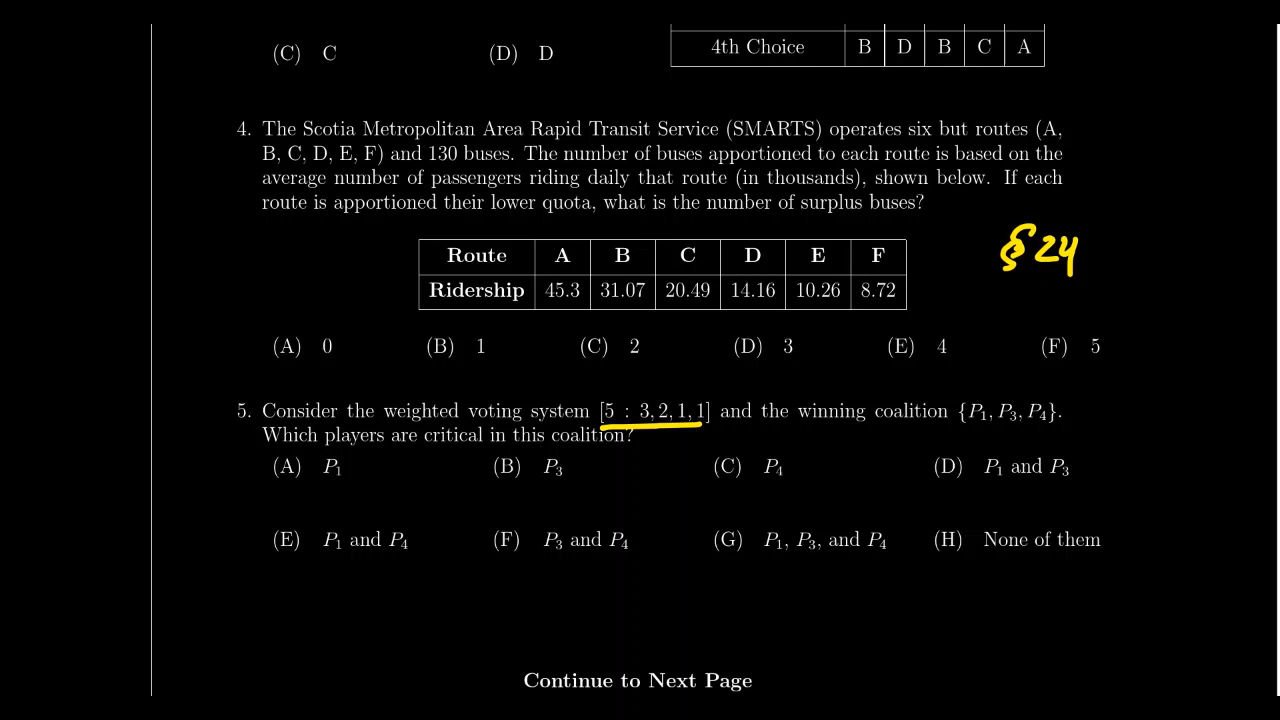 4th Choice B D B C A
(C) C (D) D
4. The Scotia Metropolitan Area Rapid Transit Service (SMARTS) operates six but routes (A,
B, C, D, E, F) and 130 buses. The number of buses apportioned to each route is based on the
average number of passengers riding daily that route (in thousands), shown below. If each
route is apportioned their lower quota, what is the number of surplus buses?
§ 24
Route A B C D E F
Ridership 45.3 31.07 20.49 14.16 10.26 8.72
(A) 0 (B) 1 (C) 2 (D) 3 (E) 4 (F) 5
5. Consider the weighted voting system [5 : 3, 2, 1, 1] and the winning coalition {P₁, P₃, P₄}.
Which players are critical in this coalition?
(A) P₁ (B) P₃ (C) P₄ (D) P₁ and P₃
(E) P₁ and P₄ (F) P₃ and P₄ (G) P₁, P₃, and P₄ (H) None of them
Continue to Next Page